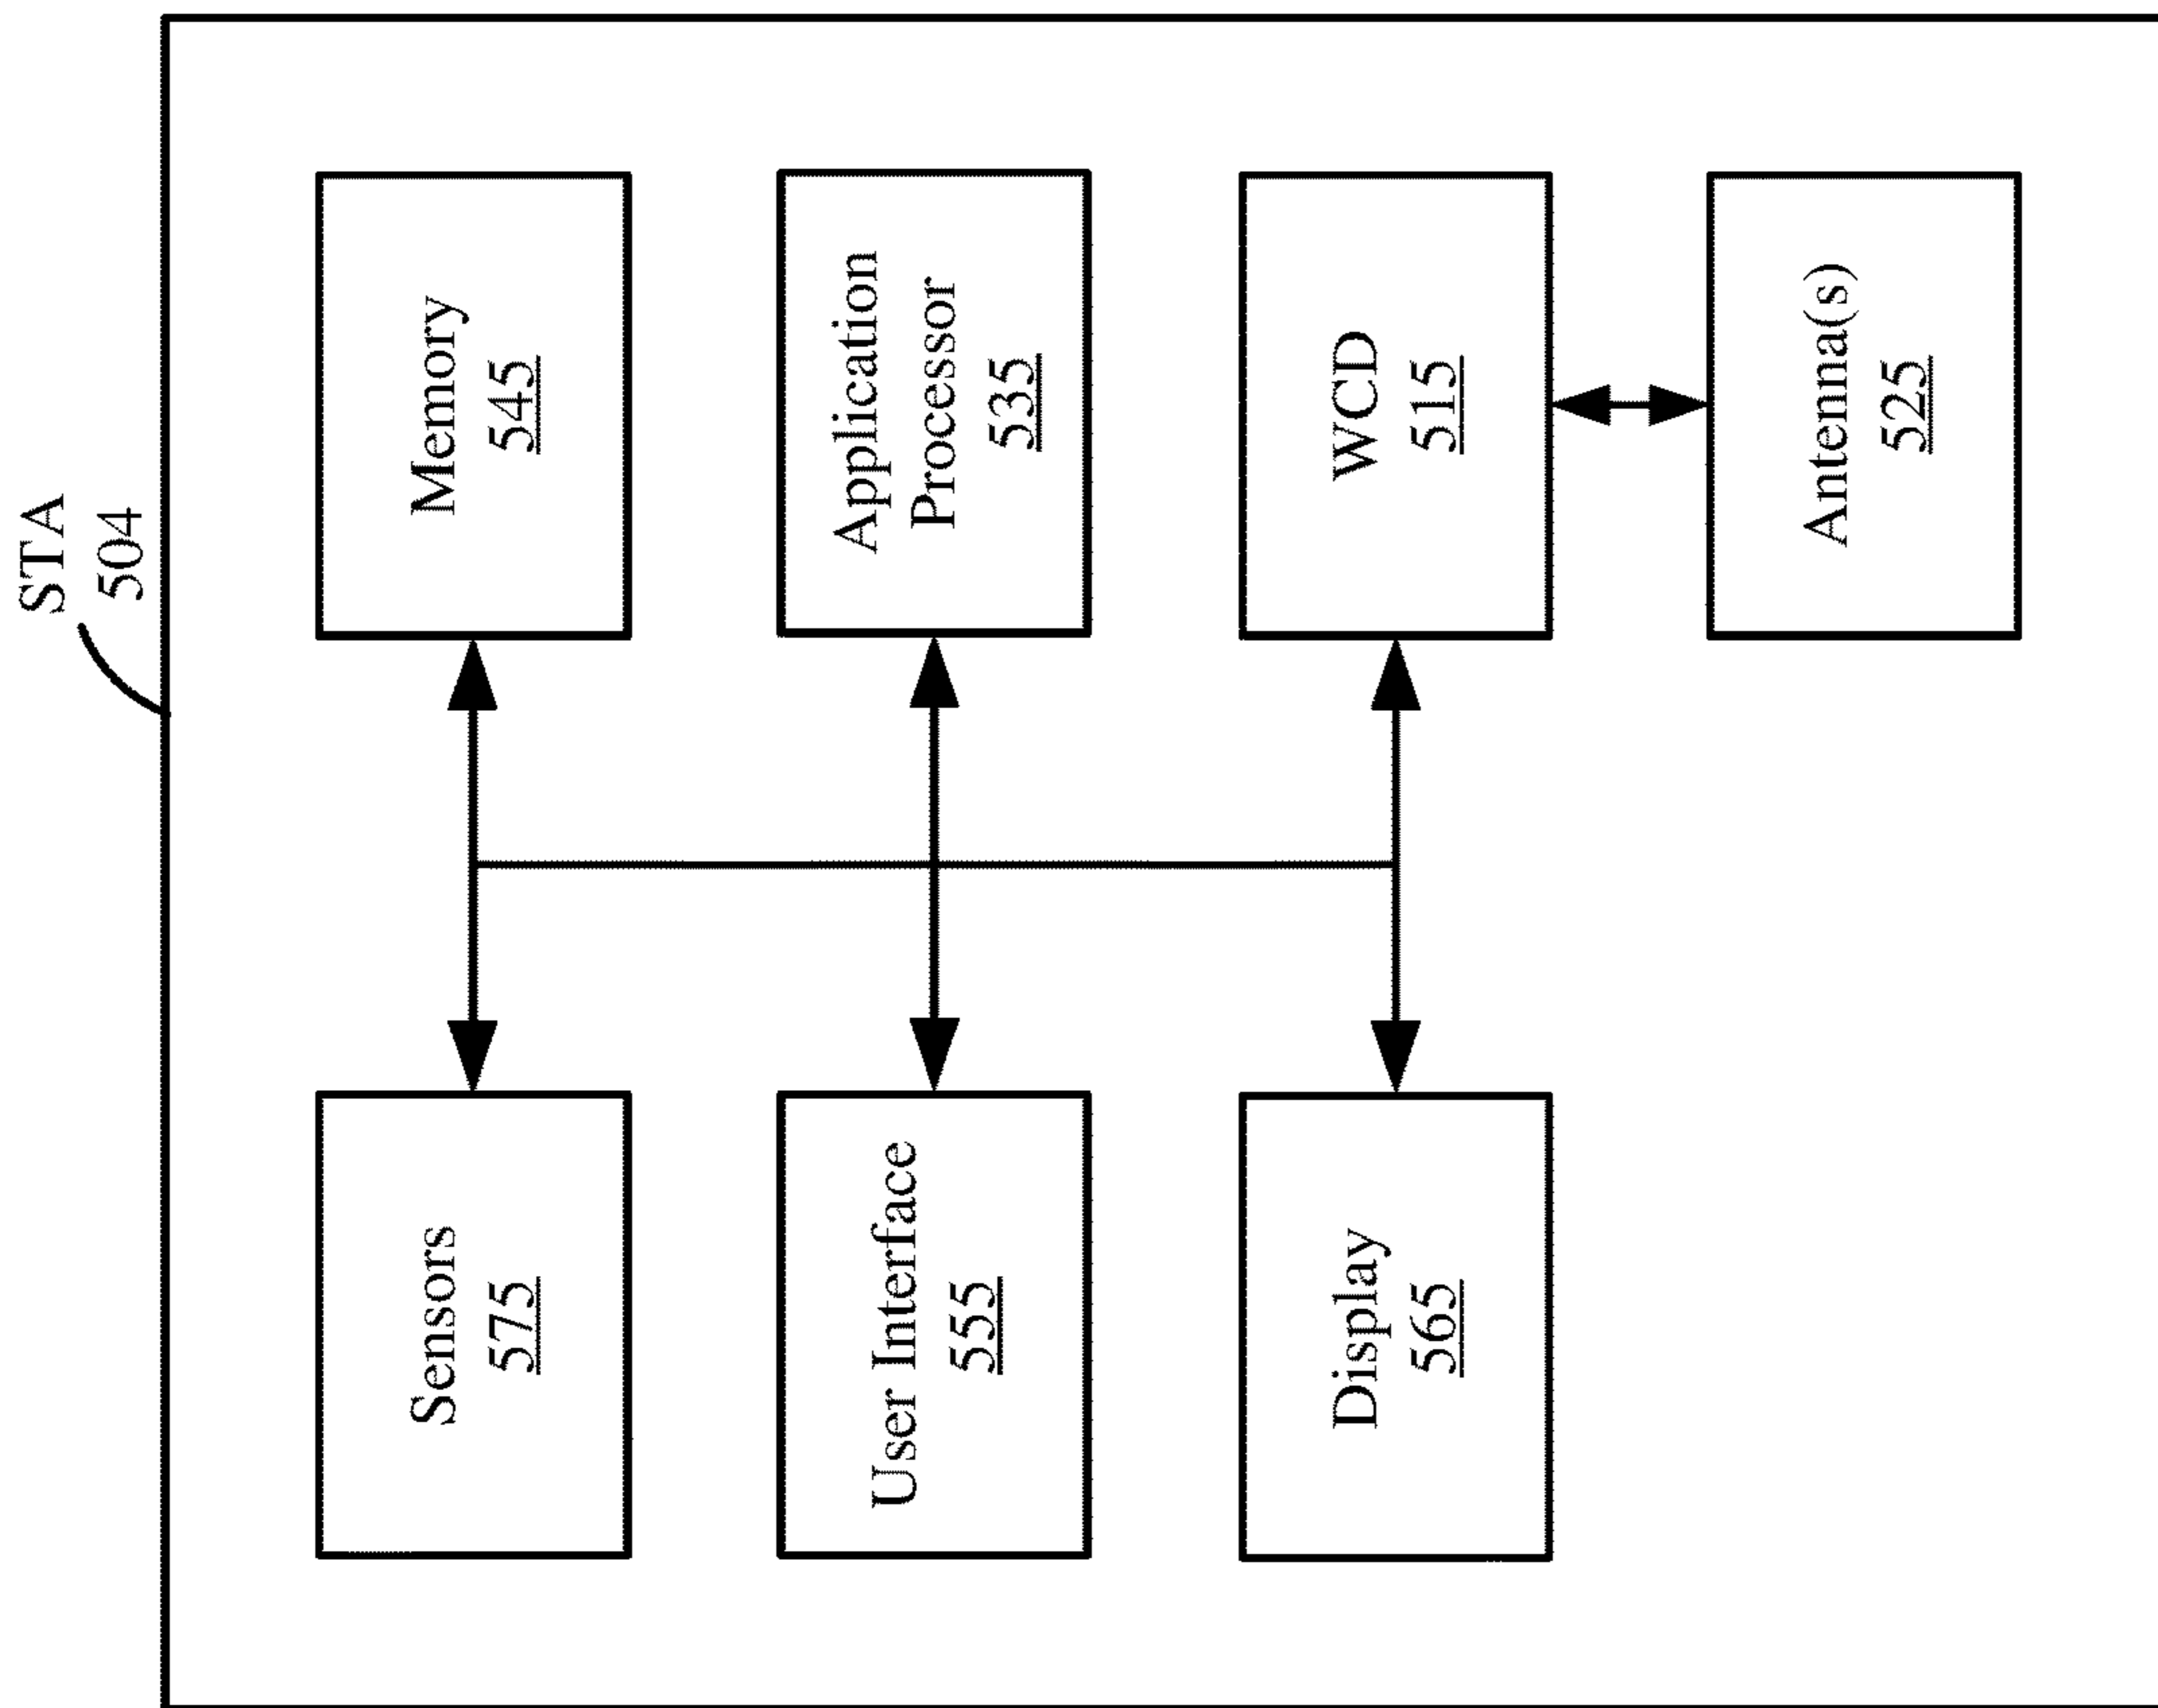 STA
504
Sensors
575
Memory
545
User Interface
555
Application
Processor
535
Display
565
WCD
515
Antenna(s)
525